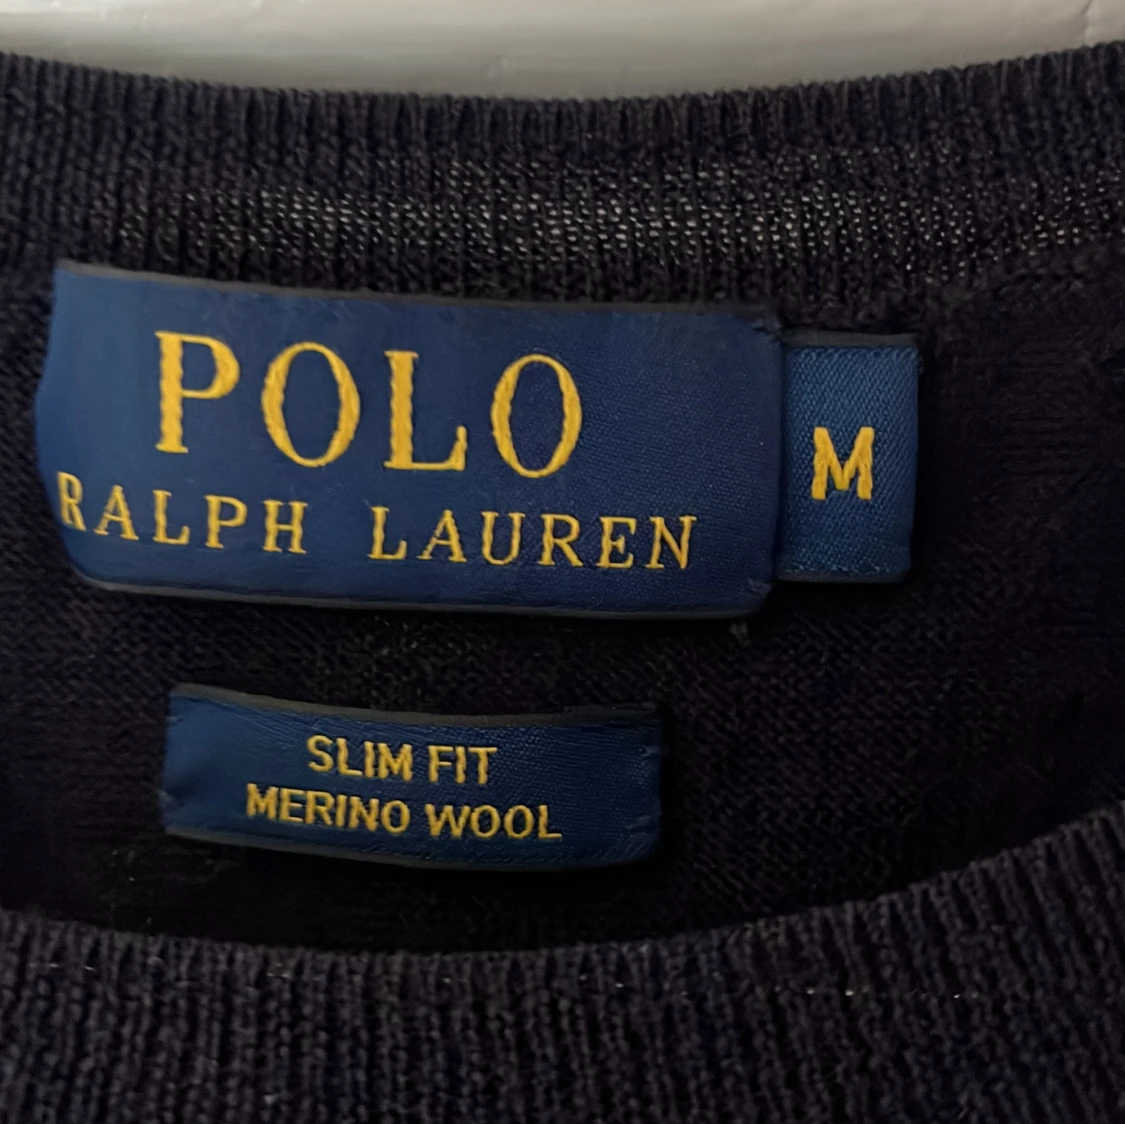 POLO
RALPH LAUREN
M
SLIM FIT
MERINO WOOL